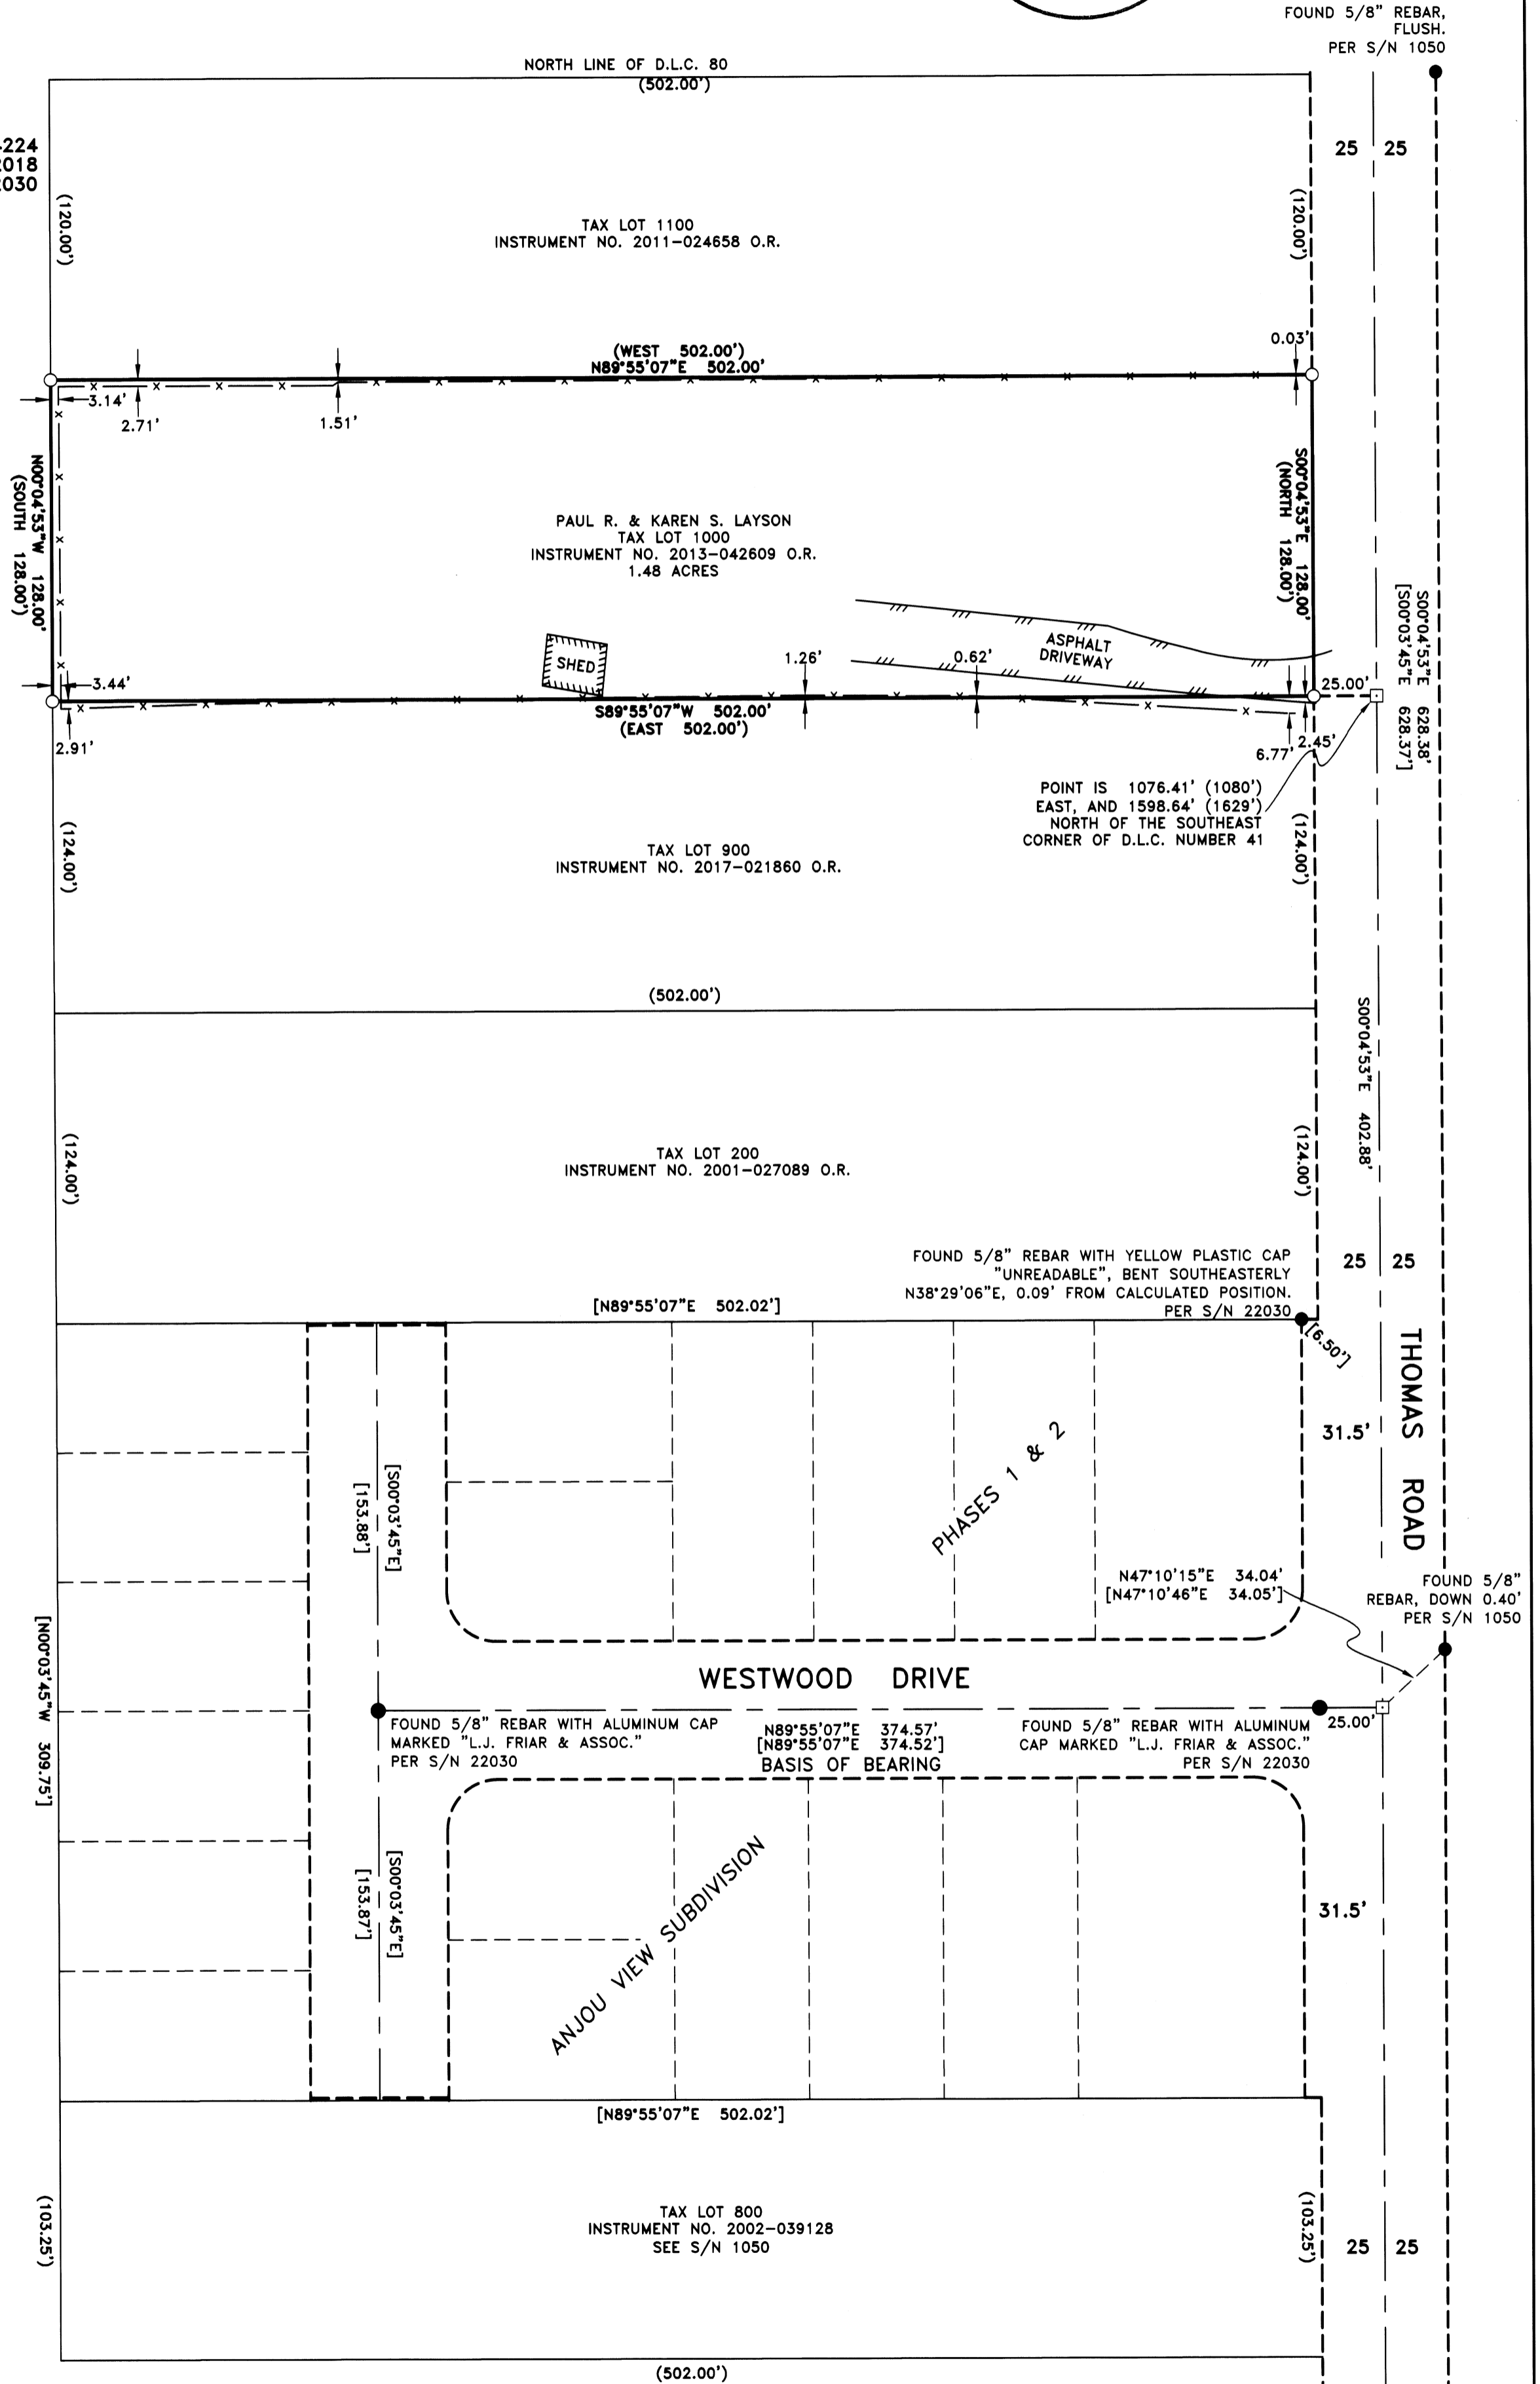 FOUND 5/8" REBAR,
FLUSH.
PER S/N 1050
NORTH LINE OF D.L.C. 80
(502.00')
224
2018
2030
25 25
(120.00')
(120.00')
TAX LOT 1100
INSTRUMENT NO. 2011-024658 O.R.
0.03'
(WEST 502.00')
N89°55'07"E 502.00'
3.14'
2.71'
1.51'
N00°04'53"W 128.00'
(SOUTH 128.00')
S00°04'53"E 128.00'
(NORTH 128.00')
PAUL R. & KAREN S. LAYSON
TAX LOT 1000
INSTRUMENT NO. 2013-042609 O.R.
1.48 ACRES
S00°04'53"E 628.38'
[S00°03'45"E 628.37']
ASPHALT
DRIVEWAY
SHED
1.26'
0.62'
3.44'
25.00'
S89°55'07"W 502.00'
(EAST 502.00')
2.91'
6.77'
2.45'
POINT IS 1076.41' (1080')
EAST, AND 1598.64' (1629')
NORTH OF THE SOUTHEAST
CORNER OF D.L.C. NUMBER 41
(124.00')
(124.00')
TAX LOT 900
INSTRUMENT NO. 2017-021860 O.R.
(502.00')
S00°04'53"E 402.88'
(124.00')
(124.00')
TAX LOT 200
INSTRUMENT NO. 2001-027089 O.R.
FOUND 5/8" REBAR WITH YELLOW PLASTIC CAP
"UNREADABLE", BENT SOUTHEASTERLY
N38°29'06"E, 0.09' FROM CALCULATED POSITION.
PER S/N 22030
25 25
[N89°55'07"E 502.02']
[6.50']
THOMAS ROAD
31.5'
PHASES 1 & 2
[S00°03'45"E]
[153.88']
N47°10'15"E 34.04'
[N47°10'46"E 34.05']
FOUND 5/8"
REBAR, DOWN 0.40'
PER S/N 1050
[N00°03'45"W 309.75']
WESTWOOD DRIVE
FOUND 5/8" REBAR WITH ALUMINUM CAP
MARKED "L.J. FRIAR & ASSOC."
PER S/N 22030
N89°55'07"E 374.57'
[N89°55'07"E 374.52']
BASIS OF BEARING
FOUND 5/8" REBAR WITH ALUMINUM
CAP MARKED "L.J. FRIAR & ASSOC."
PER S/N 22030
25.00'
[S00°03'45"E]
[153.87']
ANJOU VIEW SUBDIVISION
31.5'
[N89°55'07"E 502.02']
(103.25')
(103.25')
TAX LOT 800
INSTRUMENT NO. 2002-039128
SEE S/N 1050
25 25
(502.00')